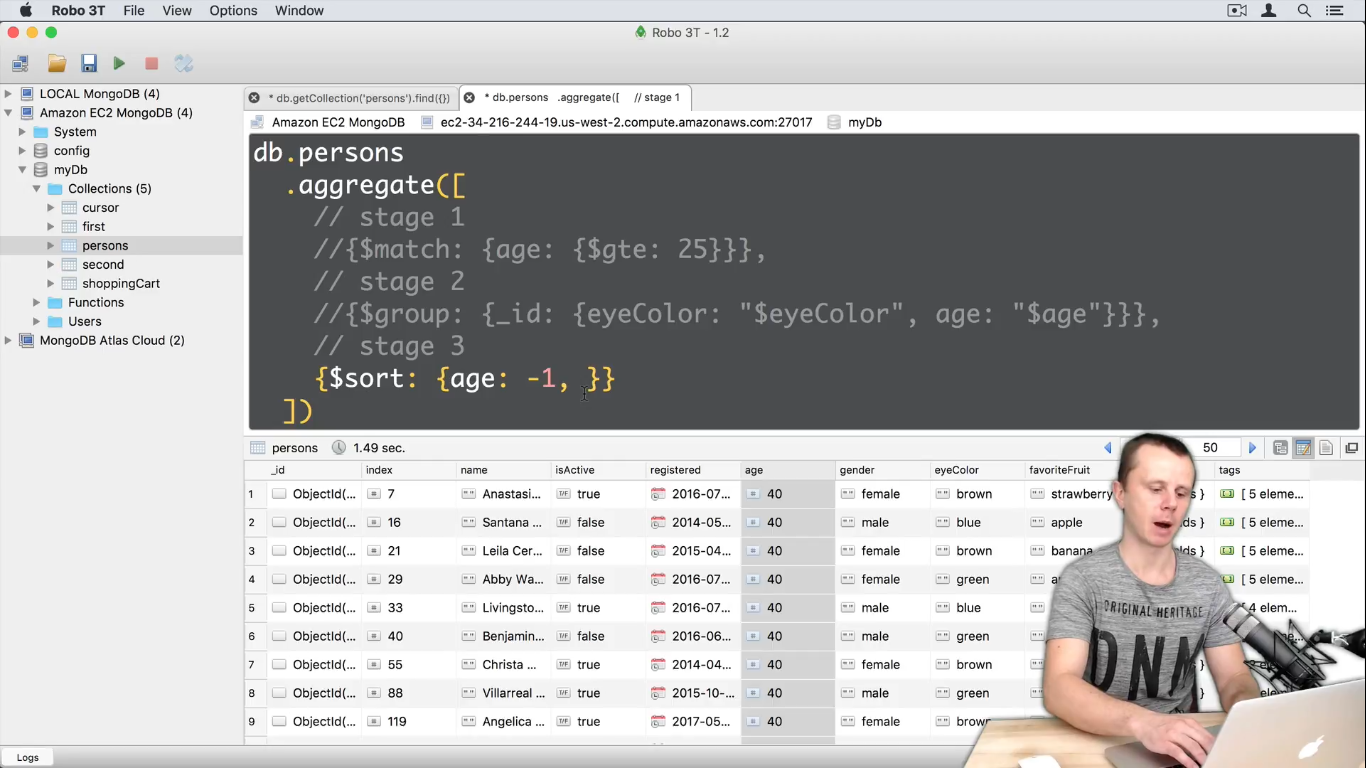 Robo 3T File View Options Window
Robo 3T - 1.2
* db.getCollection('persons').find({}) * db.persons .aggregate([ // stage 1
Amazon EC2 MongoDB ec2-34-216-244-19.us-west-2.compute.amazonaws.com:27017 myDb
LOCAL MongoDB (4)
Amazon EC2 MongoDB (4)
System
config
myDb
Collections (5)
cursor
first
persons
second
shoppingCart
Functions
Users
MongoDB Atlas Cloud (2)
db.persons
.aggregate([
// stage 1
//{$match: {age: {$gte: 25}}},
// stage 2
//{$group: {_id: {eyeColor: "$eyeColor", age: "$age"}}},
// stage 3
{$sort: {age: -1, }}
])
persons 1.49 sec. 50
_id index name isActive registered age gender eyeColor favoriteFruit tags
1 ObjectId(... 7 Anastasi... true 2016-07... 40 female brown strawberry } [ 5 eleme...
2 ObjectId(... 16 Santana ... false 2014-05... 40 male blue apple ds } [ 5 eleme...
3 ObjectId(... 21 Leila Cer... false 2015-04... 40 female brown banana ds } [ 5 eleme...
4 ObjectId(... 29 Abby Wa... false 2016-07... 40 female green [ 5 eleme...
5 ObjectId(... 33 Livingsto... true 2016-07... 40 male blue [ 4 elem...
6 ObjectId(... 40 Benjamin... false 2016-06... 40 male green
7 ObjectId(... 55 Christa ... true 2014-04... 40 female brown
8 ObjectId(... 88 Villarreal ... true 2015-10-... 40 male green
9 ObjectId(... 119 Angelica ... true 2017-05... 40 female brown
ORIGINAL HERITAGE
DNM
Logs